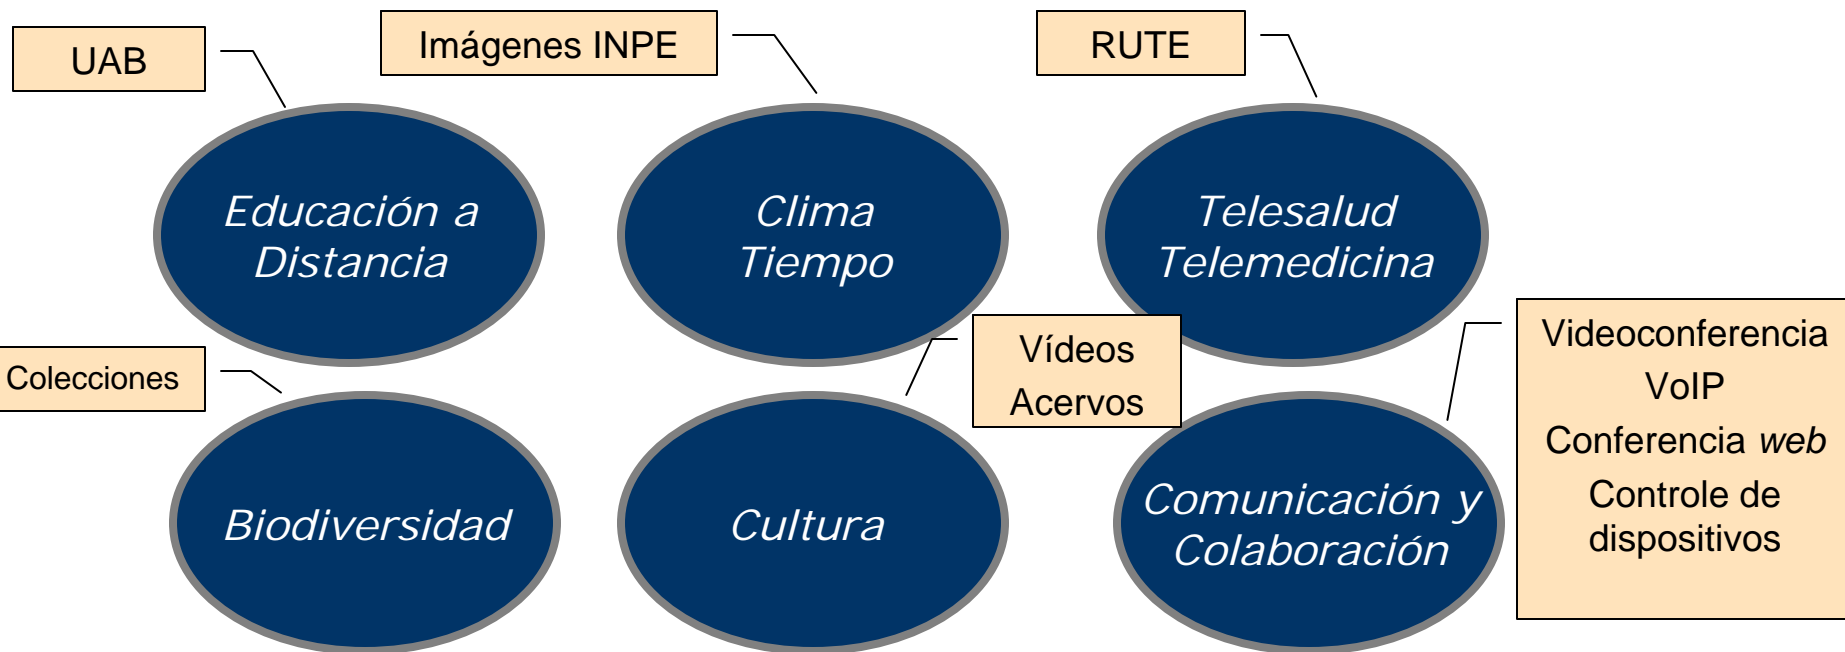 UAB
Imágenes INPE
RUTE
Educación a
Distancia
Clima
Tiempo
Telesalud
Telemedicina
Colecciones
Vídeos
Acervos
Videoconferencia
VoIP
Conferencia web
Controle de
dispositivos
Biodiversidad
Cultura
Comunicación y
Colaboración